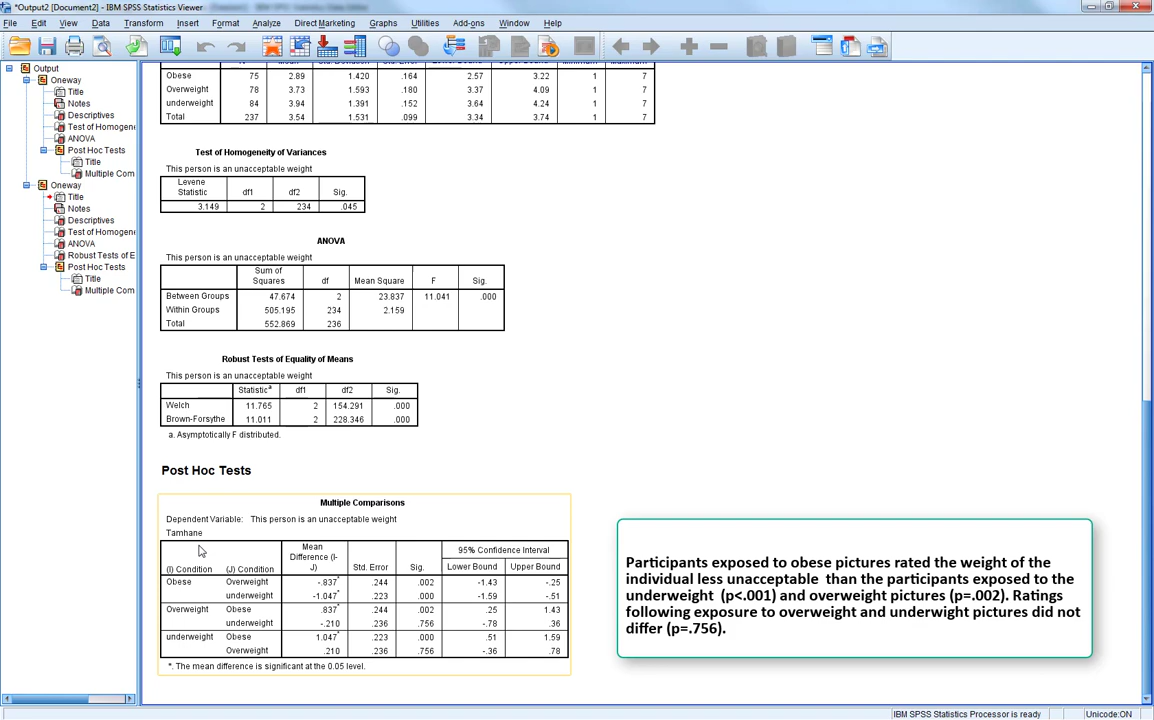 *Output2 [Document2] - IBM SPSS Statistics Viewer
File Edit View Data Transform Insert Format Analyze Direct Marketing Graphs Utilities Add-ons Window Help
Output
Oneway
Title
Notes
Descriptives
Test of Homogene
ANOVA
Post Hoc Tests
Title
Multiple Com
Oneway
Title
Notes
Descriptives
Test of Homogen
ANOVA
Robust Tests of E
Post Hoc Tests
Title
Multiple Com
Obese 75 2.89 1.420 .164 2.57 3.22 1 7
Overweight 78 3.73 1.593 .180 3.37 4.09 1 7
underweight 84 3.94 1.391 .152 3.64 4.24 1 7
Total 237 3.54 1.531 .099 3.34 3.74 1 7
Test of Homogeneity of Variances
This person is an unacceptable weight
Levene
Statistic df1 df2 Sig.
3.149 2 234 .045
ANOVA
This person is an unacceptable weight
Sum of
Squares df Mean Square F Sig.
Between Groups 47.674 2 23.837 11.041 .000
Within Groups 505.195 234 2.159
Total 552.869 236
Robust Tests of Equality of Means
This person is an unacceptable weight
Statistic^a df1 df2 Sig.
Welch 11.765 2 154.291 .000
Brown-Forsythe 11.011 2 228.346 .000
a. Asymptotically F distributed.
Post Hoc Tests
Multiple Comparisons
Dependent Variable: This person is an unacceptable weight
Tamhane
Mean
Difference (I-
J) 95% Confidence Interval
(I) Condition (J) Condition Std. Error Sig. Lower Bound Upper Bound
Obese Overweight -.837* .244 .002 -1.43 -.25
underweight -1.047* .223 .000 -1.59 -.51
Overweight Obese .837* .244 .002 .25 1.43
underweight -.210 .236 .756 -.78 .36
underweight Obese 1.047* .223 .000 .51 1.59
Overweight .210 .236 .756 -.36 .78
*. The mean difference is significant at the 0.05 level.
Participants exposed to obese pictures rated the weight of the
individual less unacceptable than the participants exposed to the
underweight (p<.001) and overweight pictures (p=.002). Ratings
following exposure to overweight and underwight pictures did not
differ (p=.756).
IBM SPSS Statistics Processor is ready
Unicode:ON